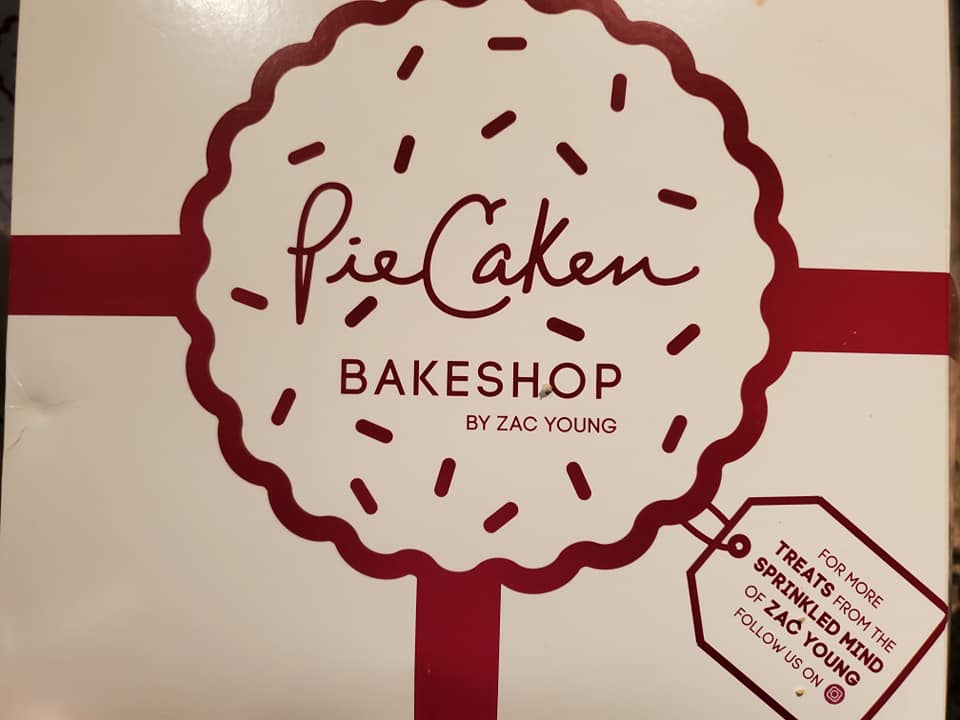 PieCaken
BAKESHOP
BY ZAC YOUNG
FOR MORE
TREATS FROM THE
SPRINKLED MIND
OF ZAC YOUNG
FOLLOW US ON